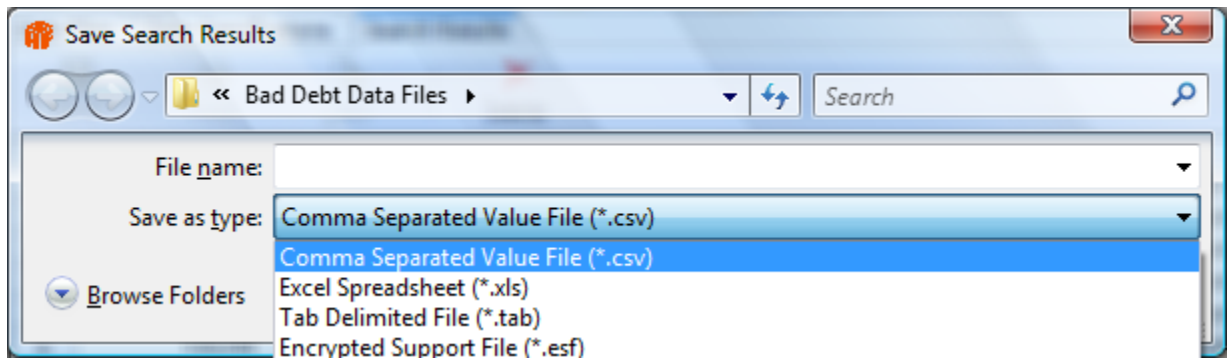 Save Search Results
« Bad Debt Data Files
Search
File name:
Save as type: Comma Separated Value File (*.csv)
Comma Separated Value File (*.csv)
Excel Spreadsheet (*.xls)
Browse Folders
Tab Delimited File (*.tab)
Encrypted Support File (*.esf)